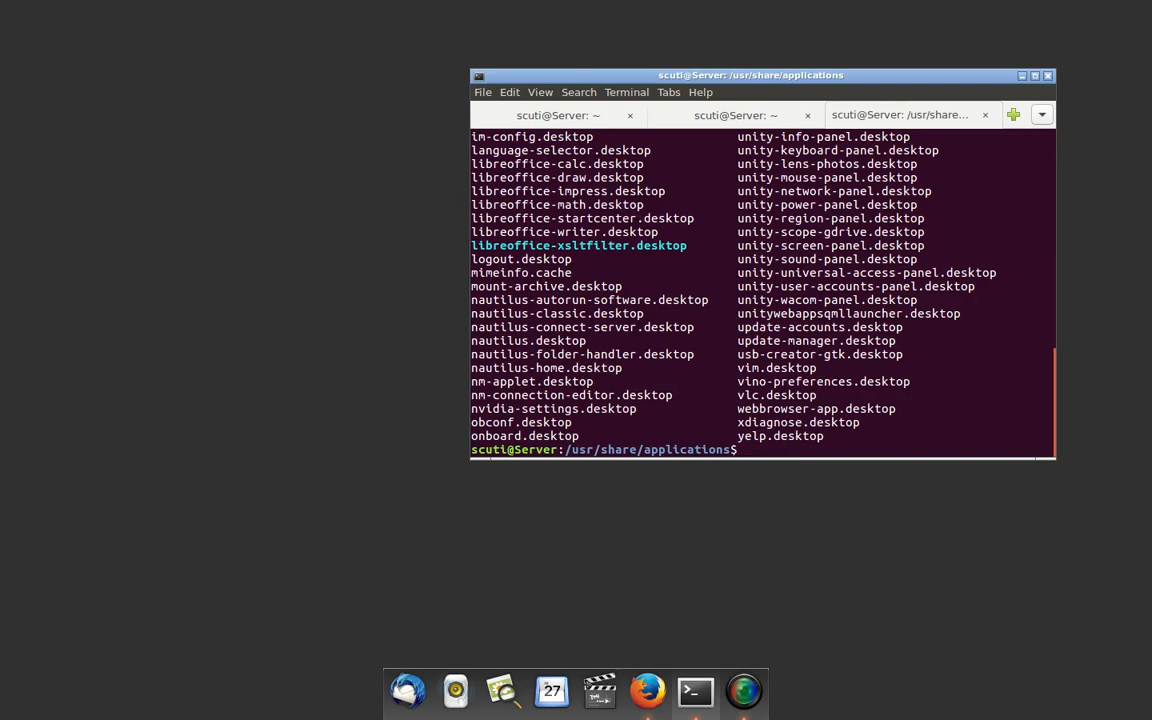 scuti@Server: /usr/share/applications
File Edit View Search Terminal Tabs Help
scuti@Server: ~ × scuti@Server: ~ × scuti@Server: /usr/share... ×
im-config.desktop unity-info-panel.desktop
language-selector.desktop unity-keyboard-panel.desktop
libreoffice-calc.desktop unity-lens-photos.desktop
libreoffice-draw.desktop unity-mouse-panel.desktop
libreoffice-impress.desktop unity-network-panel.desktop
libreoffice-math.desktop unity-power-panel.desktop
libreoffice-startcenter.desktop unity-region-panel.desktop
libreoffice-writer.desktop unity-scope-gdrive.desktop
libreoffice-xsltfilter.desktop unity-screen-panel.desktop
logout.desktop unity-sound-panel.desktop
mimeinfo.cache unity-universal-access-panel.desktop
mount-archive.desktop unity-user-accounts-panel.desktop
nautilus-autorun-software.desktop unity-wacom-panel.desktop
nautilus-classic.desktop unitywebappsqmllauncher.desktop
nautilus-connect-server.desktop update-accounts.desktop
nautilus.desktop update-manager.desktop
nautilus-folder-handler.desktop usb-creator-gtk.desktop
nautilus-home.desktop vim.desktop
nm-applet.desktop vino-preferences.desktop
nm-connection-editor.desktop vlc.desktop
nvidia-settings.desktop webbrowser-app.desktop
obconf.desktop xdiagnose.desktop
onboard.desktop yelp.desktop
scuti@Server:/usr/share/applications$
27